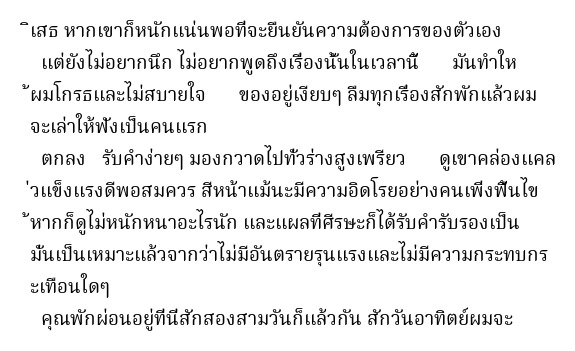 ิเสธ หากเขาก็หนักแน่นพอที่จะยืนยันความต้องการของตัวเอง
แต่ยังไม่อยากนึก ไม่อยากพูดถึงเรื่องนั้นในเวลานี้ มันทำให
้ผมโกรธและไม่สบายใจ ของอยู่เงียบๆ ลืมทุกเรื่องสักพักแล้วผม
จะเล่าให้ฟังเป็นคนแรก
ตกลง รับคำง่ายๆ มองกวาดไปทั่วร่างสูงเพรียว ดูเขาคล่องแคล
่วแข็งแรงดีพอสมควร สีหน้าแม้นะมีความอิดโรยอย่างคนเพิ่งฟื้นไข
้หากก็ดูไม่หนักหนาอะไรนัก และแผลที่ศีรษะก็ได้รับคำรับรองเป็น
มั่นเป็นเหมาะแล้วจากว่าไม่มีอันตรายรุนแรงและไม่มีความกระทบกร
ะเทือนใดๆ
คุณพักผ่อนอยู่ที่นี่สักสองสามวันก็แล้วกัน สักวันอาทิตย์ผมจะ